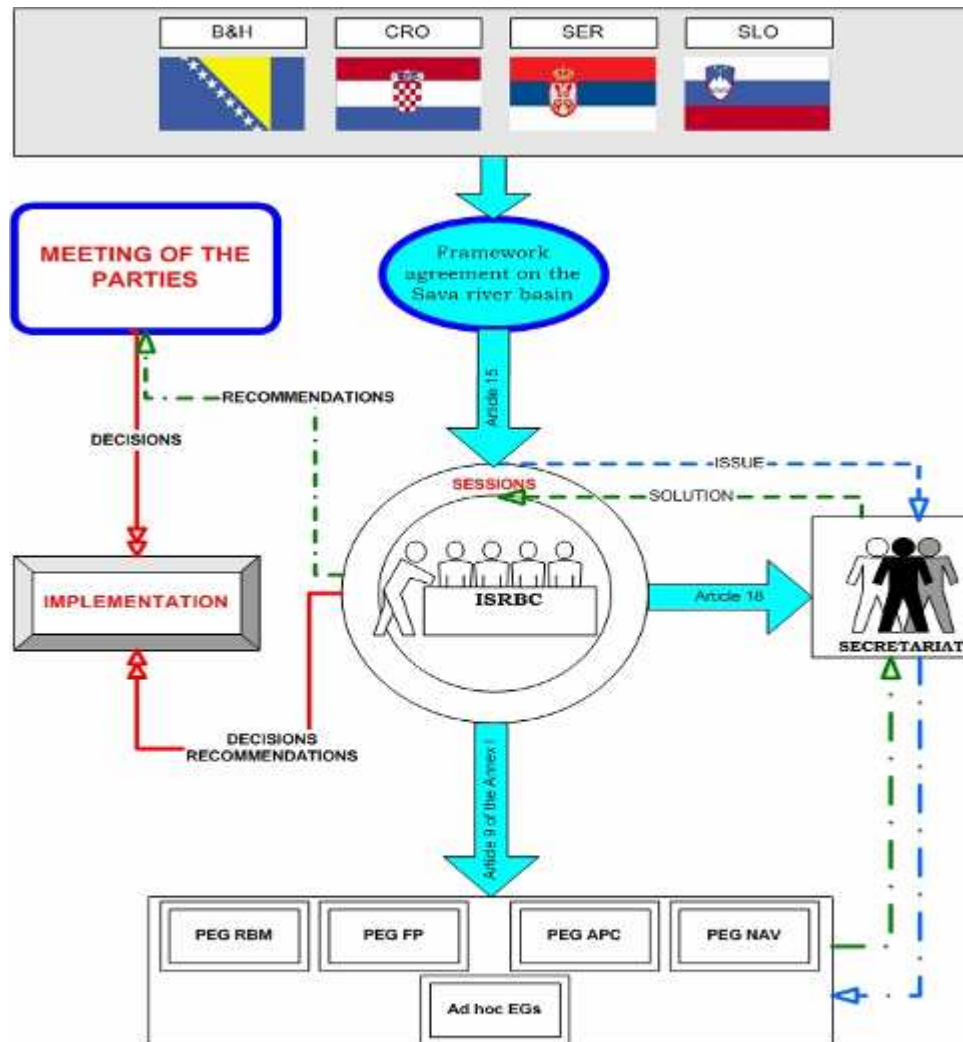 B&H
CRO
SER
SLO
MEETING OF THE
PARTIES
Framework
agreement on the
Sava river basin
Article 15
RECOMMENDATIONS
DECISIONS
ISSUE
SESSIONS
SOLUTION
IMPLEMENTATION
ISRBC
Article 18
SECRETARIAT
DECISIONS
RECOMMENDATIONS
Article 9 of the Annex I
PEG RBM
PEG FP
PEG APC
PEG NAV
Ad hoc EGs